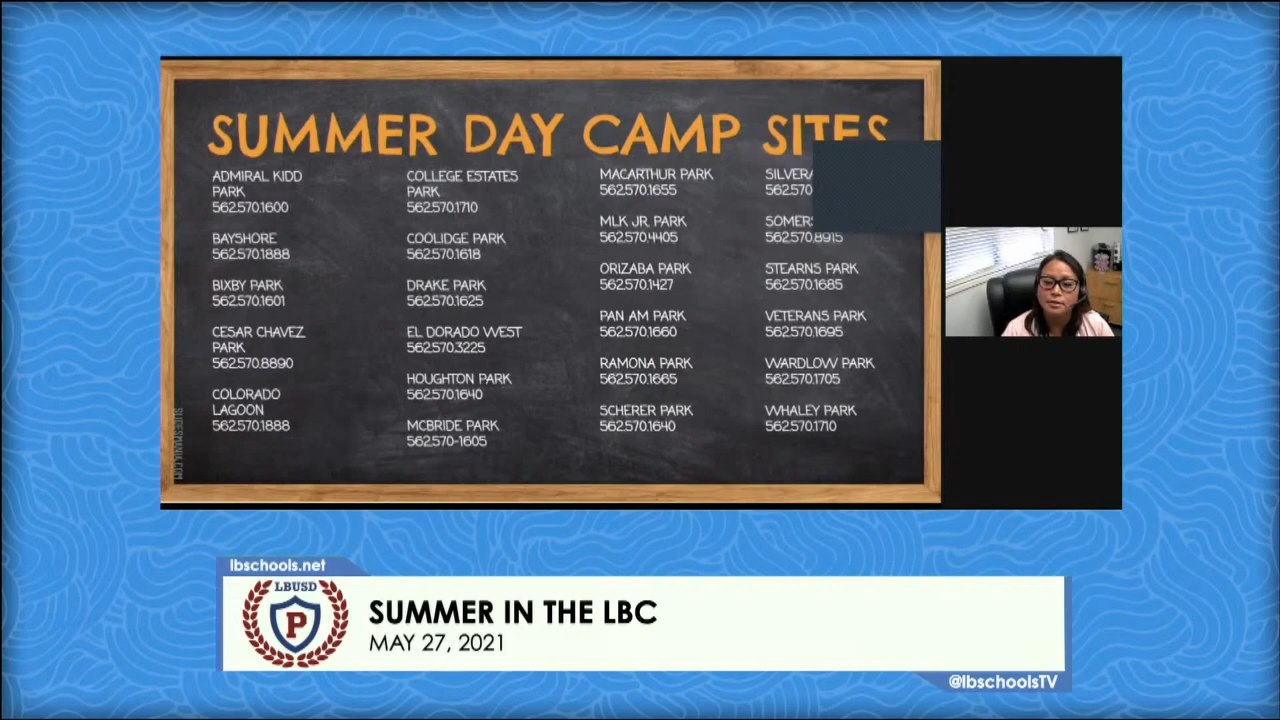 SUMMER DAY CAMP SITES
ADMIRAL KIDD
PARK
562.570.1600
BAYSHORE
562.570.1888
BIXBY PARK
562.570.1601
CESAR CHAVEZ
PARK
562.570.8890
COLORADO
LAGOON
562.570.1888
COLLEGE ESTATES
PARK
562.570.1710
COOLIDGE PARK
562.570.1618
DRAKE PARK
562.570.1625
EL DORADO WEST
562.570.3225
HOUGHTON PARK
562.570.1640
MCBRIDE PARK
562.570-1605
MACARTHUR PARK
562.570.1655
MLK JR. PARK
562.570.4405
ORIZABA PARK
562.570.1427
PAN AM PARK
562.570.1660
RAMONA PARK
562.570.1665
SCHERER PARK
562.570.1640
SILVERA
562.570
SOMERS
562.570.8915
STEARNS PARK
562.570.1685
VETERANS PARK
562.570.1695
WARDLOW PARK
562.570.1705
WHALEY PARK
562.570.1710
SLIDESMANIA.COM
lbschools.net
LBUSD
P
SUMMER IN THE LBC
MAY 27, 2021
@lbschoolsTV